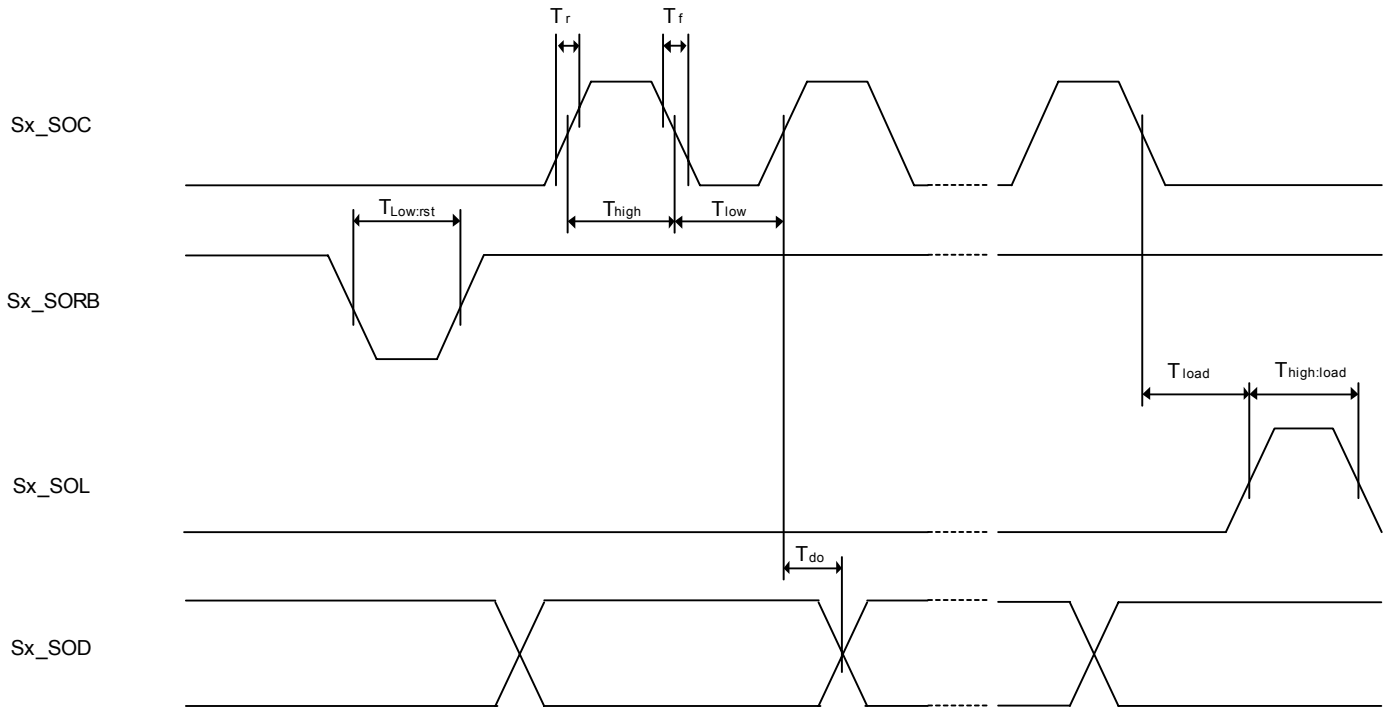 Tr Tf
Sx_SOC
TLow:rst Thigh Tlow
Sx_SORB
Tload Thigh:load
Sx_SOL
Tdo
Sx_SOD